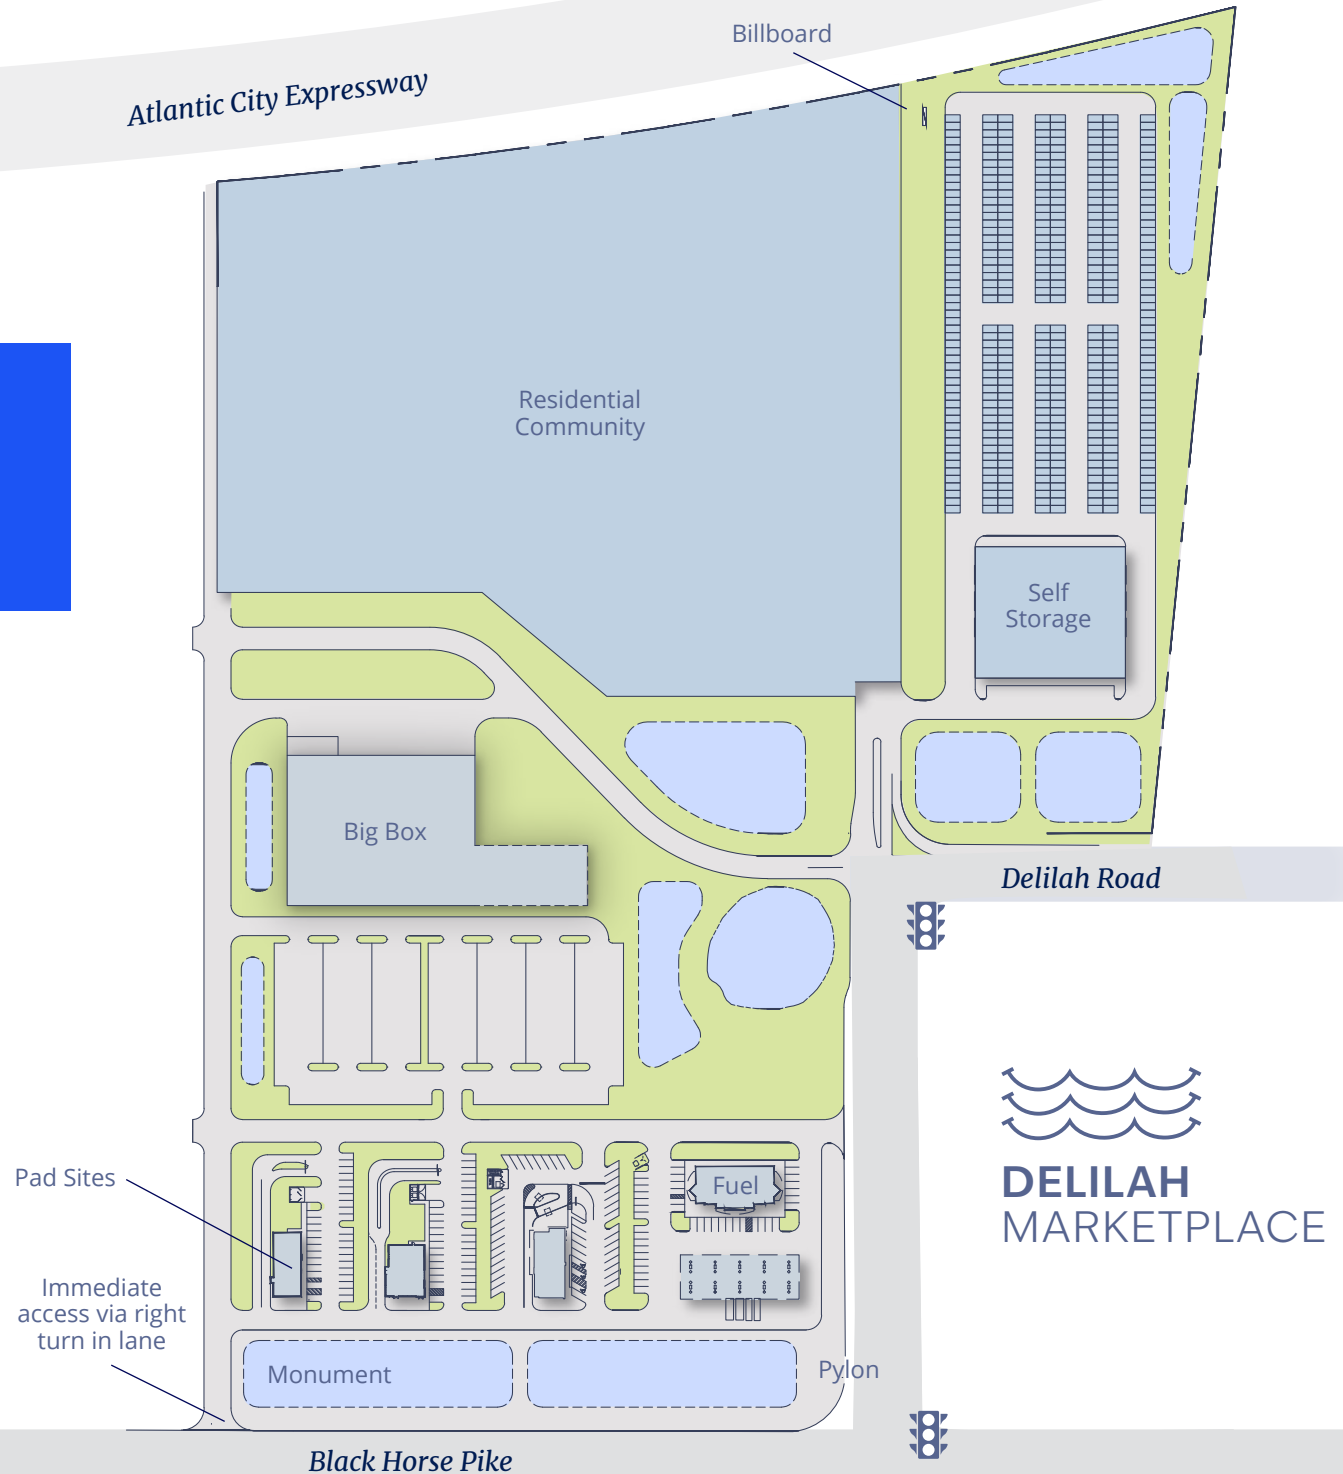 Billboard
Atlantic City Expressway
Residential
Community
Self
Storage
Big Box
Delilah Road
DELILAH
MARKETPLACE
Pad Sites
Fuel
Immediate
access via right
turn in lane
Monument
Pylon
Black Horse Pike